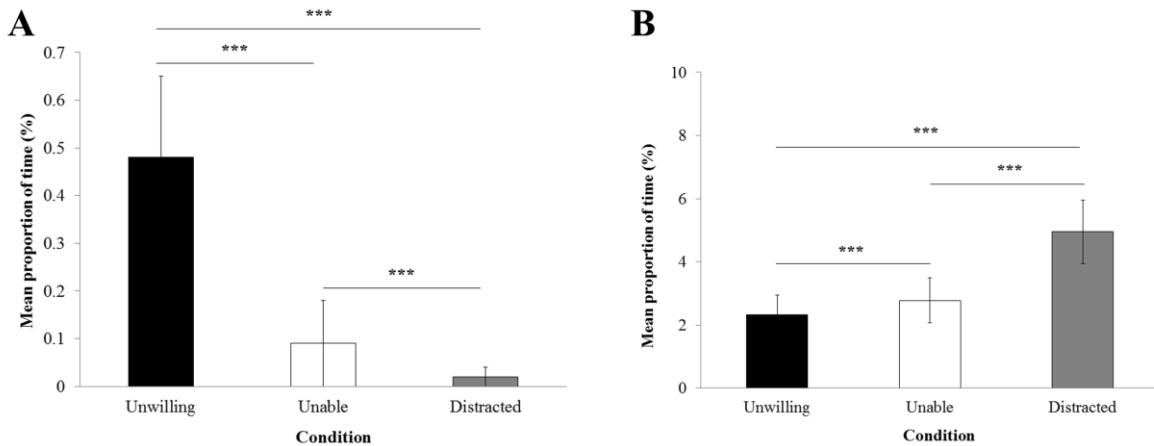 A
***
***
0.7
0.6
0.5
0.4
0.3
0.2
0.1
0
Mean proportion of time (%)
***
Unwilling Unable Distracted
Condition
B
10
8
6
4
2
0
Mean proportion of time (%)
***
***
***
Unwilling Unable Distracted
Condition